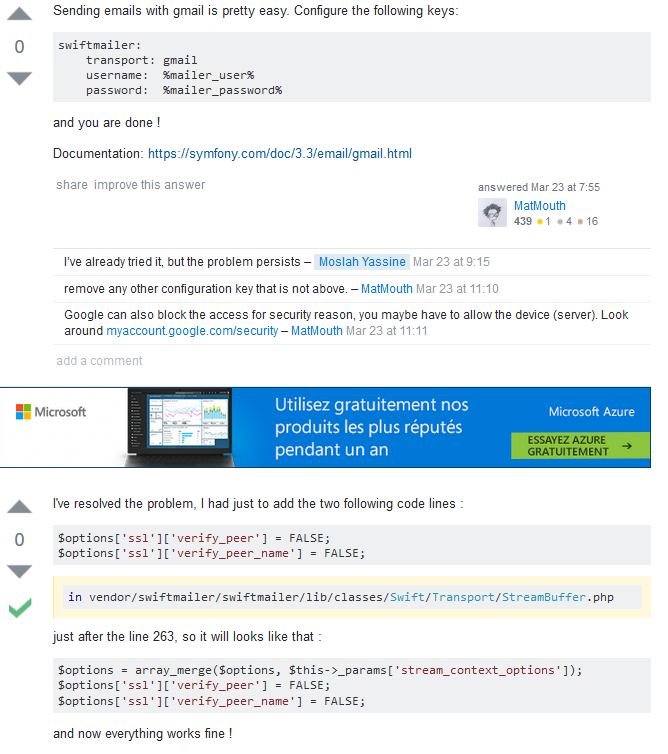 Sending emails with gmail is pretty easy. Configure the following keys:
0
swiftmailer:
    transport: gmail
    username:  %mailer_user%
    password:  %mailer_password%
and you are done !
Documentation: https://symfony.com/doc/3.3/email/gmail.html
share improve this answer
answered Mar 23 at 7:55
MatMouth
439 1 4 16
I've already tried it, but the problem persists – Moslah Yassine Mar 23 at 9:15
remove any other configuration key that is not above. – MatMouth Mar 23 at 11:10
Google can also block the access for security reason, you maybe have to allow the device (server). Look
around myaccount.google.com/security – MatMouth Mar 23 at 11:11
add a comment
Microsoft
Utilisez gratuitement nos
produits les plus réputés
pendant un an
Microsoft Azure
ESSAYEZ AZURE
GRATUITEMENT →
I've resolved the problem, I had just to add the two following code lines :
0
$options['ssl']['verify_peer'] = FALSE;
$options['ssl']['verify_peer_name'] = FALSE;
in vendor/swiftmailer/swiftmailer/lib/classes/Swift/Transport/StreamBuffer.php
just after the line 263, so it will looks like that :
$options = array_merge($options, $this->_params['stream_context_options']);
$options['ssl']['verify_peer'] = FALSE;
$options['ssl']['verify_peer_name'] = FALSE;
and now everything works fine !